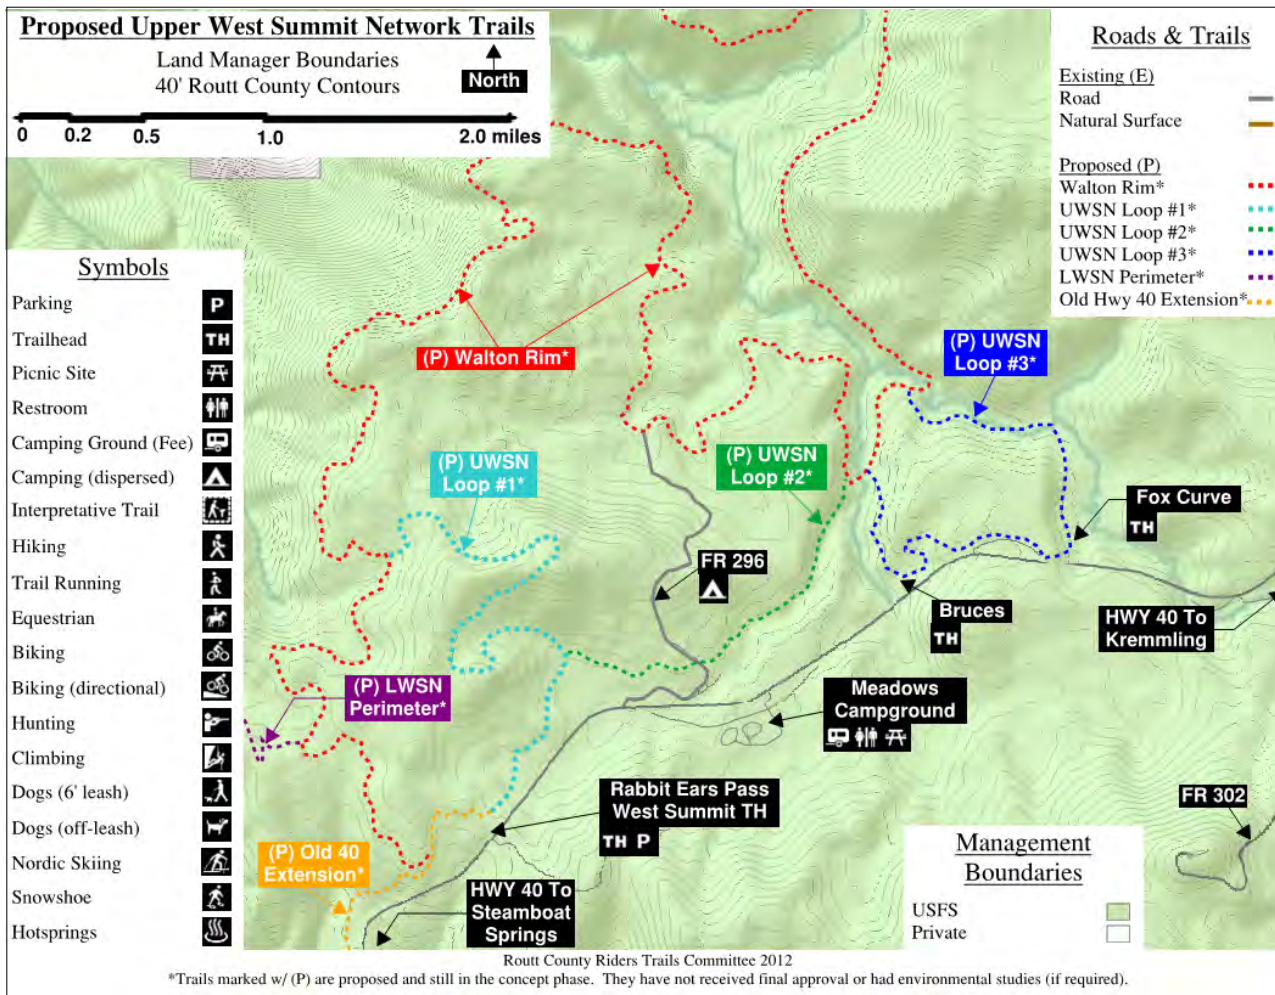 Proposed Upper West Summit Network Trails
Land Manager Boundaries
40' Routt County Contours
North
0 0.2 0.5 1.0 2.0 miles
Roads & Trails
Existing (E)
Road
Natural Surface
Proposed (P)
Walton Rim*
UWSN Loop #1*
UWSN Loop #2*
UWSN Loop #3*
LWSN Perimeter*
Old Hwy 40 Extension*
Symbols
Parking P
Trailhead TH
Picnic Site
Restroom
Camping Ground (Fee)
Camping (dispersed)
Interpretative Trail
Hiking
Trail Running
Equestrian
Biking
Biking (directional)
Hunting
Climbing
Dogs (6' leash)
Dogs (off-leash)
Nordic Skiing
Snowshoe
Hotsprings
(P) Walton Rim*
(P) UWSN
Loop #3*
(P) UWSN
Loop #1*
(P) UWSN
Loop #2*
Fox Curve
TH
FR 296
Bruces
TH
HWY 40 To
Kremmling
(P) LWSN
Perimeter*
Meadows
Campground
Rabbit Ears Pass
West Summit TH
TH P
FR 302
(P) Old 40
Extension*
HWY 40 To
Steamboat
Springs
Management
Boundaries
USFS
Private
Routt County Riders Trails Committee 2012
*Trails marked w/ (P) are proposed and still in the concept phase. They have not received final approval or had environmental studies (if required).